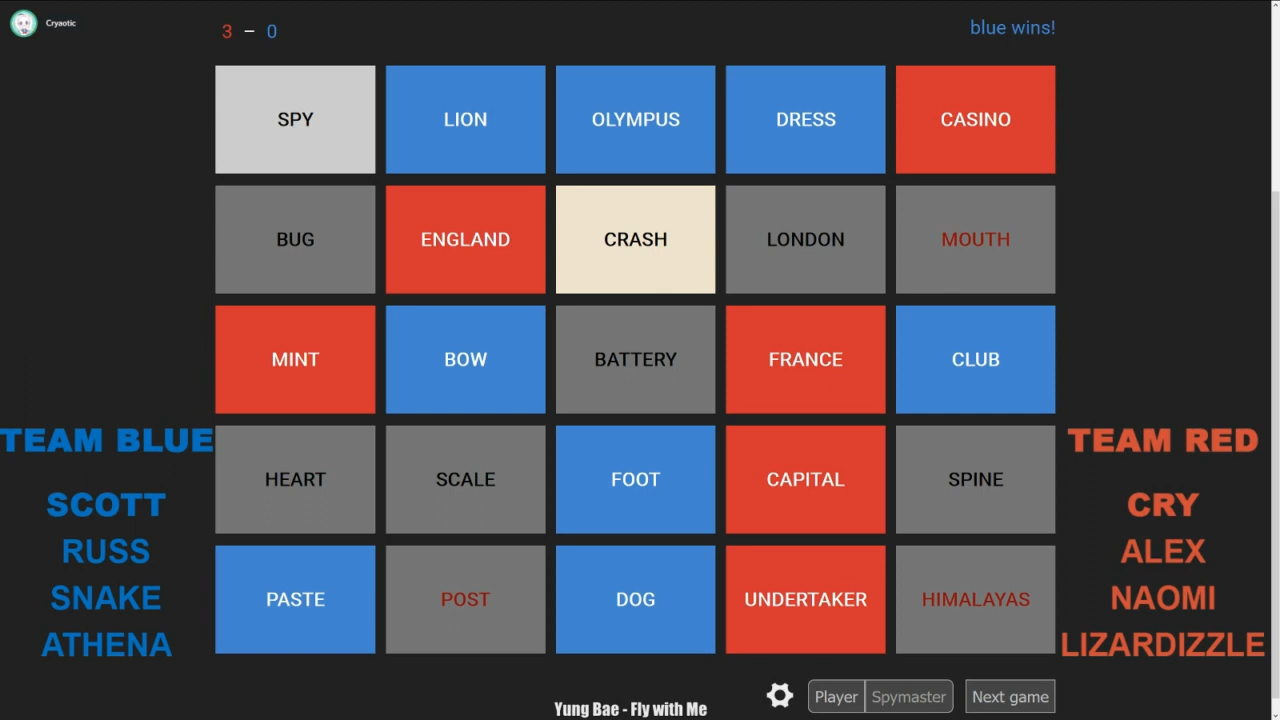 Cryaotic
3 – 0
blue wins!
SPY LION OLYMPUS DRESS CASINO
BUG ENGLAND CRASH LONDON MOUTH
MINT BOW BATTERY FRANCE CLUB
HEART SCALE FOOT CAPITAL SPINE
PASTE POST DOG UNDERTAKER HIMALAYAS
TEAM BLUE
SCOTT
RUSS
SNAKE
ATHENA
TEAM RED
CRY
ALEX
NAOMI
LIZARDIZZLE
Player Spymaster Next game
Yung Bae - Fly with Me